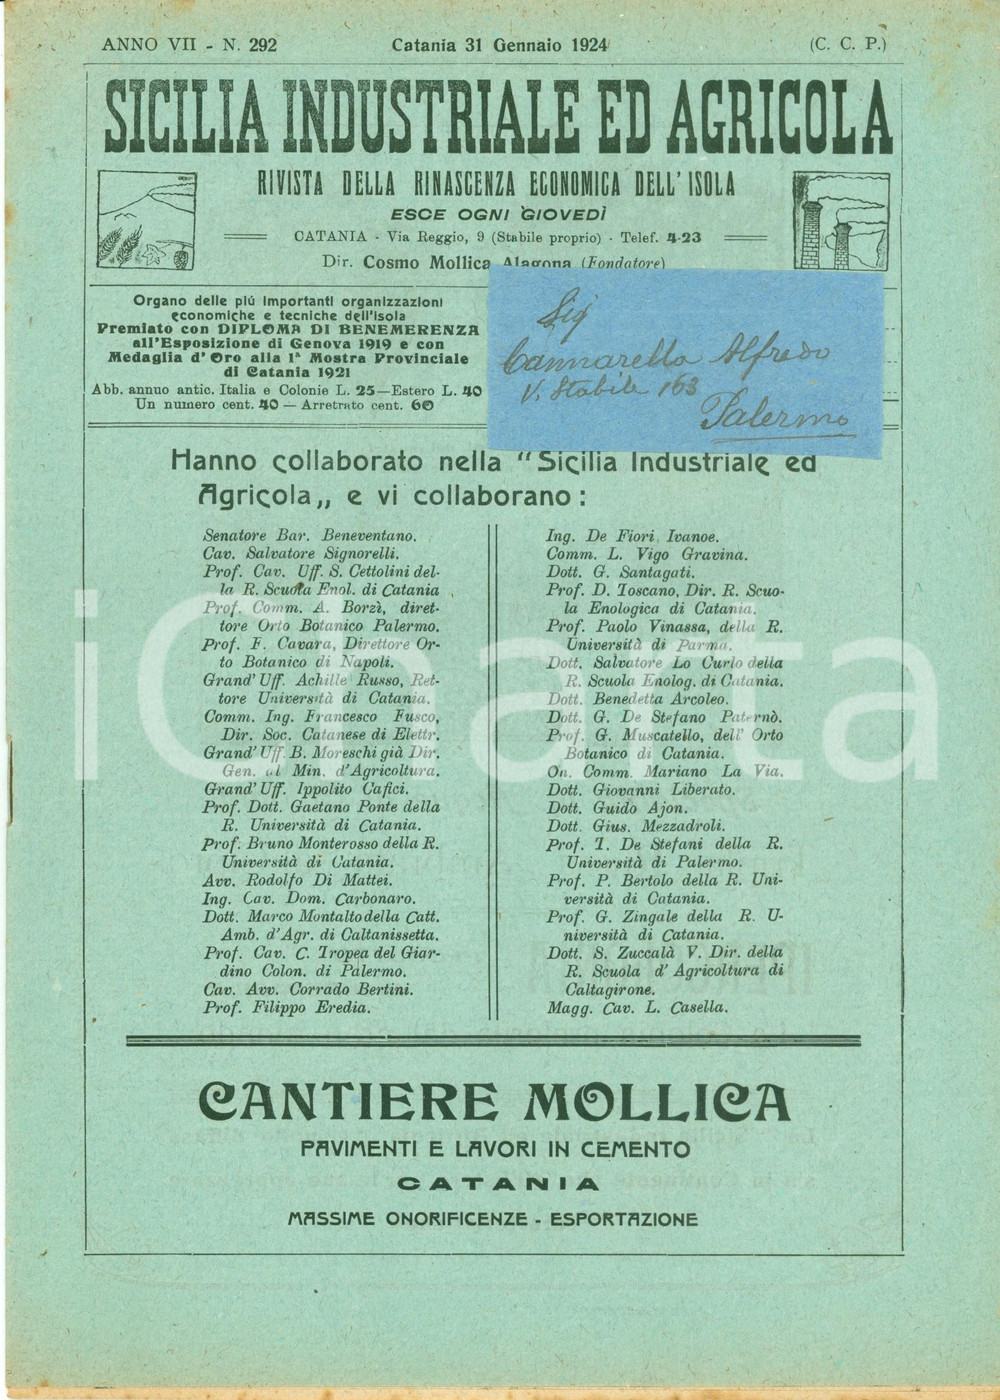 ANNO VII - N. 292
Catania 31 Gennaio 1924
(C. C. P.)
SICILIA INDUSTRIALE ED AGRICOLA
RIVISTA DELLA RINASCENZA ECONOMICA DELL' ISOLA
ESCE OGNI GIOVEDÌ
CATANIA - Via Reggio, 9 (Stabile proprio) - Telef. 4-23
Dir. Cosmo Mollica Alagona (Fondatore)
Organo delle piú importanti organizzazioni
economiche e tecniche dell'isola
Premiato con DIPLOMA DI BENEMERENZA
all'Esposizione di Genova 1919 e con
Medaglia d'Oro alla 1ª Mostra Provinciale
di Catania 1921
Abb. annuo antic. Italia e Colonie L. 25—Estero L. 40
Un numero cent. 40 — Arretrato cent. 60
Sig
Cannarella Alfredo
V. Stabile 163
Palermo
Hanno collaborato nella "Sicilia Industriale ed
Agricola„ e vi collaborano:
Senatore Bar. Beneventano.
Cav. Salvatore Signorelli.
Prof. Cav. Uff. S. Cettolini del-
la R. Scuola Enol. di Catania
Prof. Comm. A. Borzì, diret-
tore Orto Botanico Palermo.
Prof. F. Cavara, Direttore Or-
to Botanico di Napoli.
Grand' Uff. Achille Russo, Ret-
tore Università di Catania.
Comm. Ing. Francesco Fusco,
Dir. Soc. Catanese di Elettr.
Grand' Uff. B. Moreschi già Dir.
Gen. al Min. d'Agricoltura.
Grand' Uff. Ippolito Cafici.
Prof. Dott. Gaetano Ponte della
R. Università di Catania.
Prof. Bruno Monterosso della R.
Università di Catania.
Avv. Rodolfo Di Mattei.
Ing. Cav. Dom. Carbonaro.
Dott. Marco Montalto della Catt.
Amb. d'Agr. di Caltanissetta.
Prof. Cav. C. Tropea del Giar-
dino Colon. di Palermo.
Cav. Avv. Corrado Bertini.
Prof. Filippo Eredia.
Ing. De Fiori Ivanoe.
Comm. L. Vigo Gravina.
Dott. G. Santagati.
Prof. D. Toscano, Dir. R. Scuo-
la Enologica di Catania.
Prof. Paolo Vinassa, della R.
Università di Parma.
Dott. Salvatore Lo Curlo della
R. Scuola Enolog. di Catania.
Dott. Benedetta Arcoleo.
Dott. G. De Stefano Paternò.
Prof. G. Muscatello, dell' Orto
Botanico di Catania.
On. Comm. Mariano La Via.
Dott. Giovanni Liberato.
Dott. Guido Ajon.
Dott. Gius. Mezzadroli.
Prof. T. De Stefani della R.
Università di Palermo.
Prof. P. Bertolo della R. Uni-
versità di Catania.
Prof. G. Zingale della R. U-
niversità di Catania.
Dott. S. Zuccalà V. Dir. della
R. Scuola d'Agricoltura di
Caltagirone.
Magg. Cav. L. Casella.
CANTIERE MOLLICA
PAVIMENTI E LAVORI IN CEMENTO
CATANIA
MASSIME ONORIFICENZE - ESPORTAZIONE